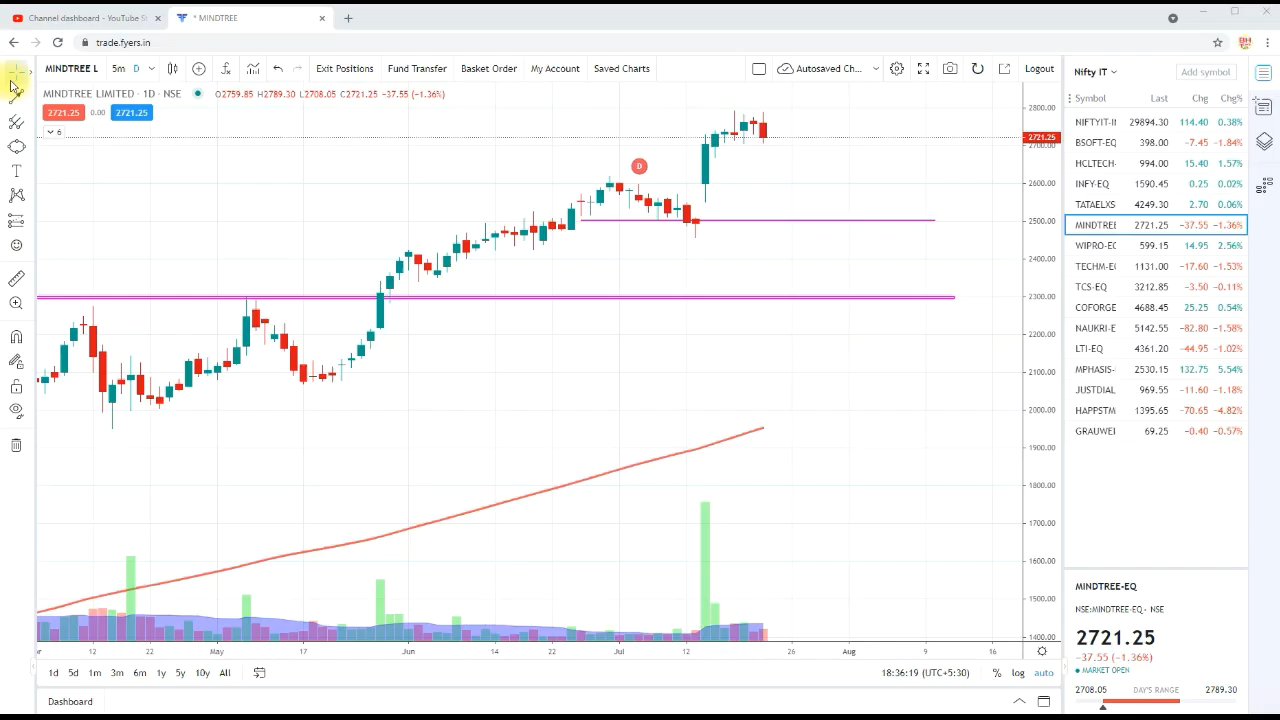 Channel dashboard - YouTube S
* MINDTREE
trade.fyers.in
MINDTREE L 5m D Exit Positions Fund Transfer Basket Order My Account Saved Charts Autosaved Ch... Logout
MINDTREE LIMITED · 1D · NSE O2759.85 H2789.30 L2708.05 C2721.25 −37.55 (−1.36%)
2721.25 0.00 2721.25
6
D
2800.00
2721.25
2700.00
2600.00
2500.00
2400.00
2300.00
2200.00
2100.00
2000.00
1900.00
1800.00
1700.00
1600.00
1500.00
1400.00
12 22 May 17 Jun 14 22 Jul 12 26 Aug 9 16
1d 5d 1m 3m 6m 1y 5y 10y All 18:36:19 (UTC+5:30) % log auto
Dashboard
Nifty IT Add symbol
Symbol Last Chg Chg%
NIFTYIT-I 29894.30 114.40 0.38%
BSOFT-EQ 398.00 −7.45 −1.84%
HCLTECH- 994.00 15.40 1.57%
INFY-EQ 1590.45 0.25 0.02%
TATAELXS 4249.30 2.70 0.06%
MINDTREE 2721.25 −37.55 −1.36%
WIPRO-EQ 599.15 14.95 2.56%
TECHM-EQ 1131.00 −17.60 −1.53%
TCS-EQ 3212.85 −3.50 −0.11%
COFORGE 4688.45 25.25 0.54%
NAUKRI-E 5142.55 −82.80 −1.58%
LTI-EQ 4361.20 −44.95 −1.02%
MPHASIS- 2530.15 132.75 5.54%
JUSTDIAL 969.55 −11.60 −1.18%
HAPPSTM 1395.65 −70.65 −4.82%
GRAUWEI 69.25 −0.40 −0.57%
MINDTREE-EQ
NSE:MINDTREE-EQ · NSE
2721.25
−37.55 (−1.36%)
MARKET OPEN
2708.05 DAY'S RANGE 2789.30